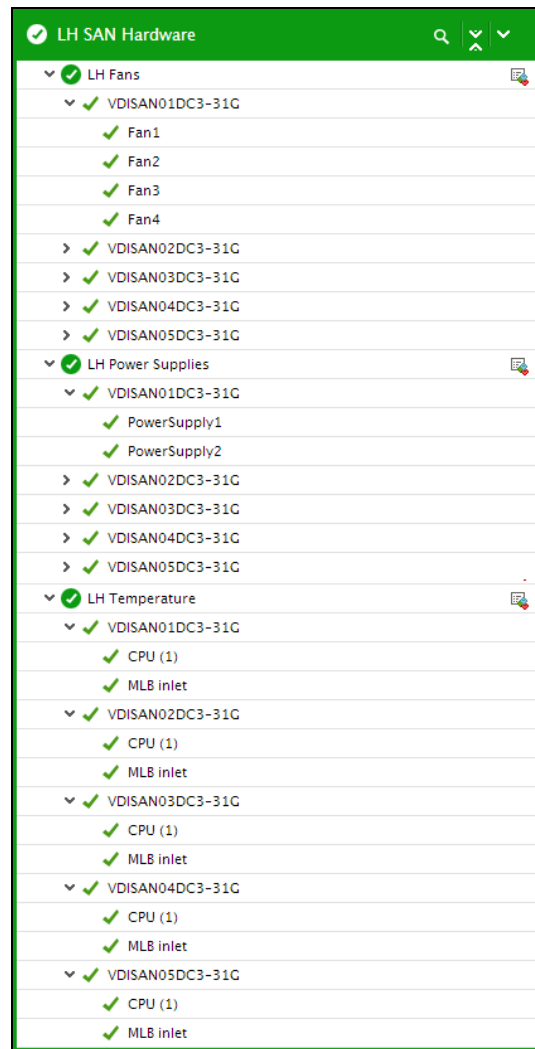 LH SAN Hardware
LH Fans
VDISAN01DC3-31G
Fan1
Fan2
Fan3
Fan4
VDISAN02DC3-31G
VDISAN03DC3-31G
VDISAN04DC3-31G
VDISAN05DC3-31G
LH Power Supplies
VDISAN01DC3-31G
PowerSupply1
PowerSupply2
VDISAN02DC3-31G
VDISAN03DC3-31G
VDISAN04DC3-31G
VDISAN05DC3-31G
LH Temperature
VDISAN01DC3-31G
CPU (1)
MLB inlet
VDISAN02DC3-31G
CPU (1)
MLB inlet
VDISAN03DC3-31G
CPU (1)
MLB inlet
VDISAN04DC3-31G
CPU (1)
MLB inlet
VDISAN05DC3-31G
CPU (1)
MLB inlet